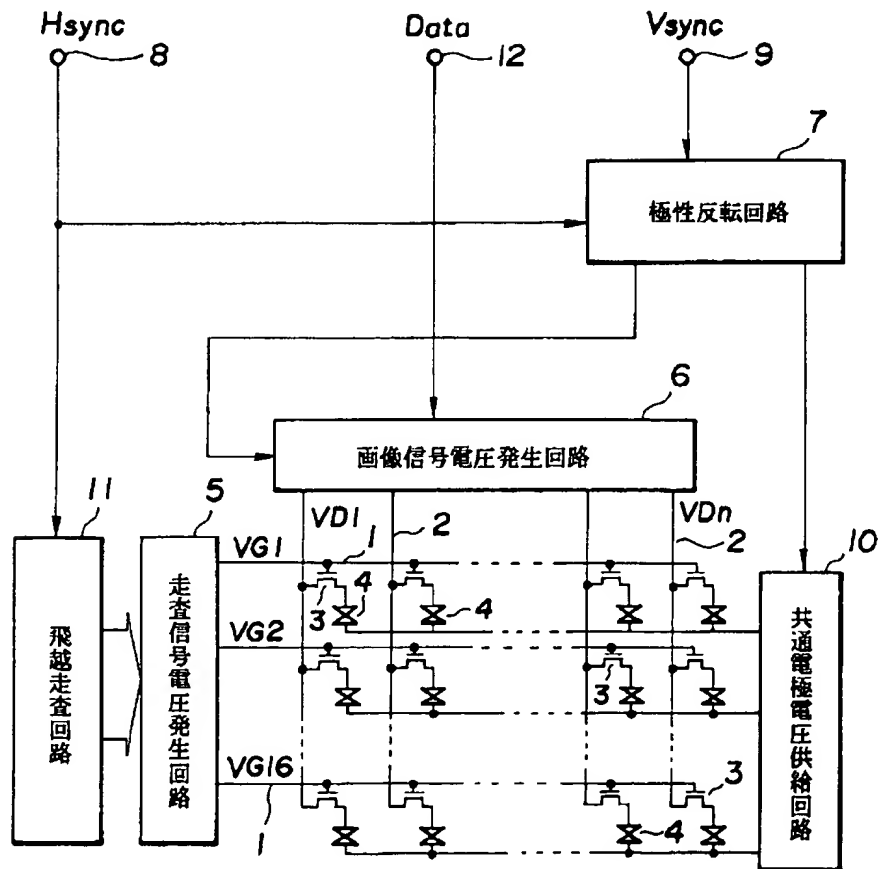 Hsync
Data
Vsync
8
12
9
7
極性反転回路
6
画像信号電圧発生回路
11
5
VD1
2
VDn
2
10
VG1
1
3
4
4
VG2
3
VG16
3
1
4
飛越走査回路
走査信号電圧発生回路
共通電極電圧供給回路